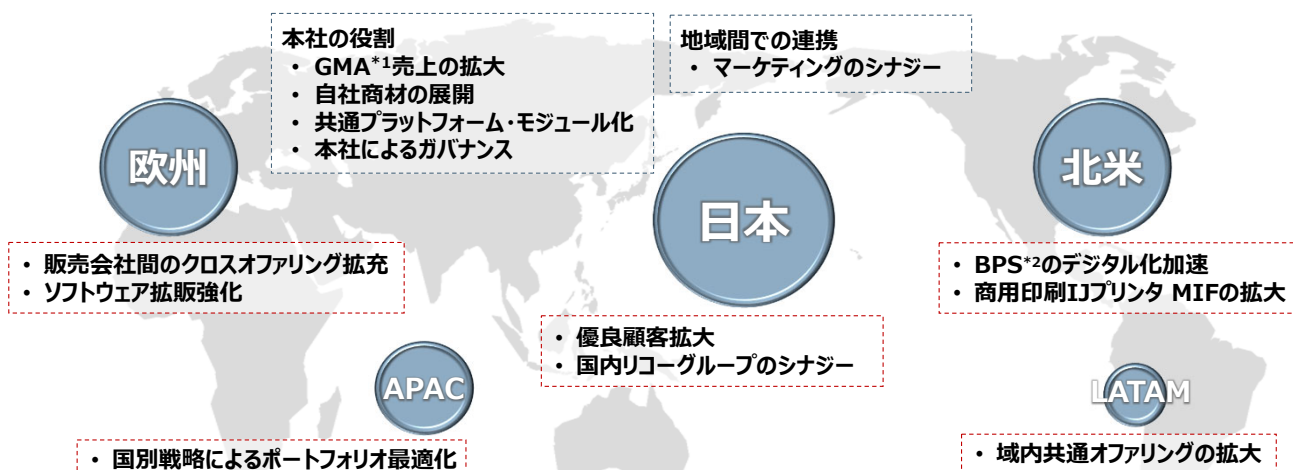 本社の役割
• GMA*1売上の拡大
• 自社商材の展開
• 共通プラットフォーム・モジュール化
• 本社によるガバナンス
地域間での連携
• マーケティングのシナジー
欧州
• 販売会社間のクロスオファリング拡充
• ソフトウェア拡販強化
日本
• 優良顧客拡大
• 国内リコーグループのシナジー
北米
• BPS*2のデジタル化加速
• 商用印刷IJプリンタ MIFの拡大
APAC
• 国別戦略によるポートフォリオ最適化
LATAM
• 域内共通オファリングの拡大